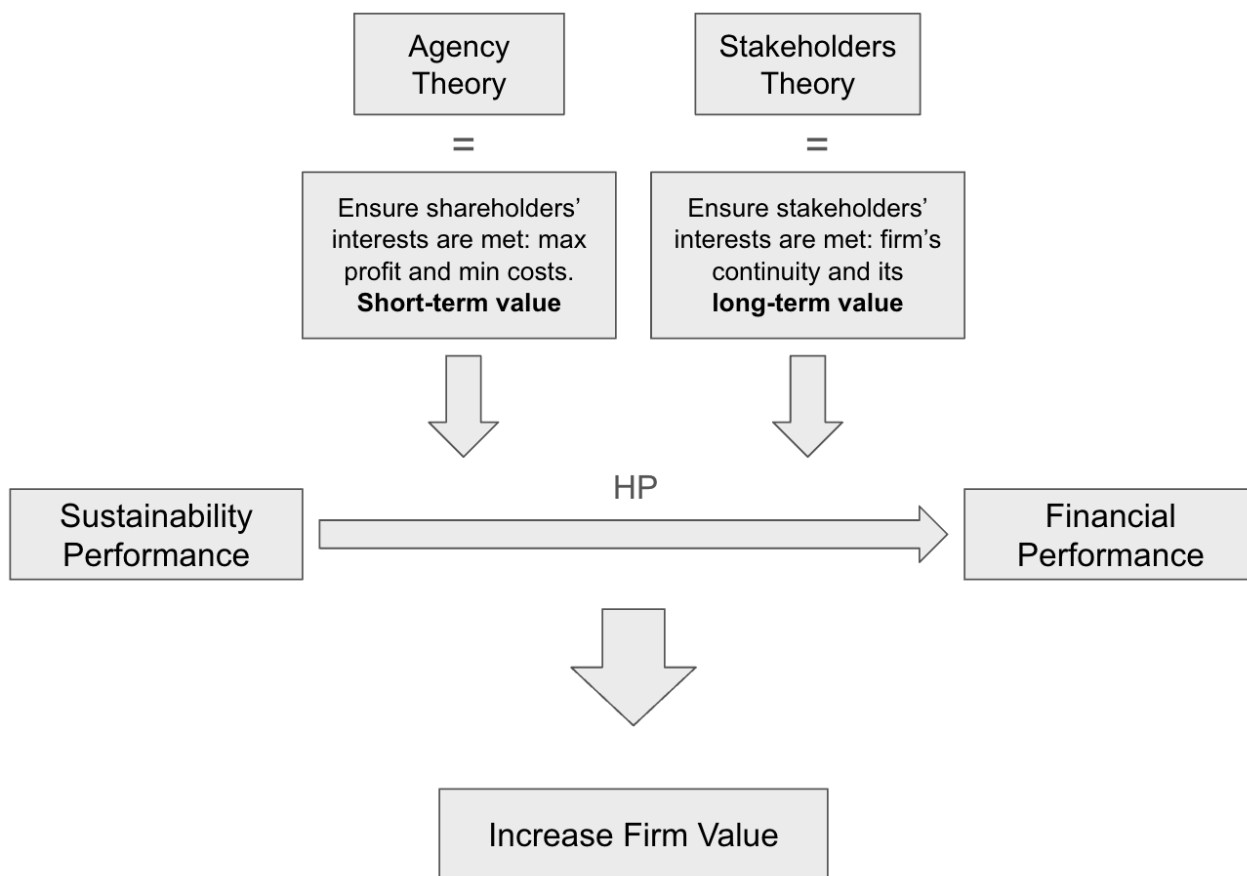 Agency
Theory
Stakeholders
Theory
=
=
Ensure shareholders’
interests are met: max
profit and min costs.
Short-term value
Ensure stakeholders’
interests are met: firm’s
continuity and its
long-term value
HP
Sustainability
Performance
Financial
Performance
Increase Firm Value